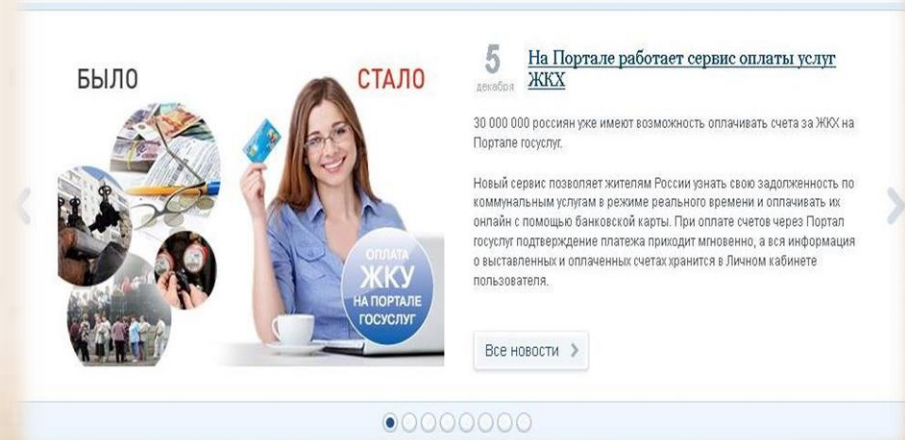 БЫЛО
СТАЛО
ОПЛАТА
ЖКУ
НА ПОРТАЛЕ
ГОСУСЛУГ
5
декабря
На Портале работает сервис оплаты услуг
ЖКХ
30 000 000 россиян уже имеют возможность оплачивать счета за ЖКХ на
Портале госуслуг.
Новый сервис позволяет жителям России узнать свою задолженность по
коммунальным услугам в режиме реального времени и оплачивать их
онлайн с помощью банковской карты. При оплате счетов через Портал
госуслуг подтверждение платежа приходит мгновенно, а вся информация
о выставленных и оплаченных счетах хранится в Личном кабинете
пользователя.
Все новости